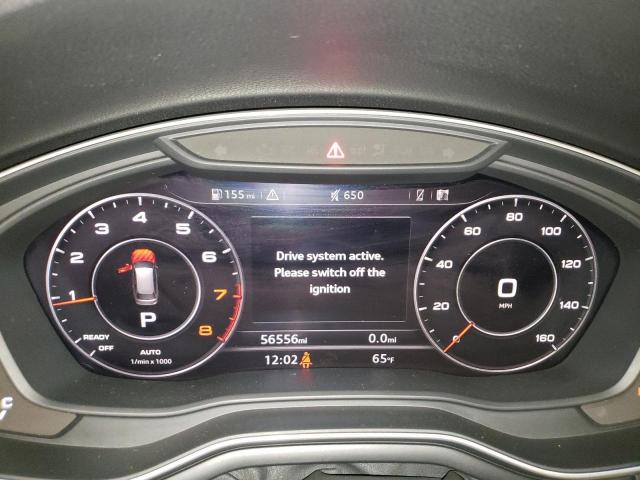 155 mi
650
Drive system active.
Please switch off the
ignition
1 2 3 4 5 6 7 8
READY
OFF
AUTO
1/min x 1000
P
0
MPH
20 40 60 80 100 120 140 160
56556mi 0.0mi
12:02 65°F